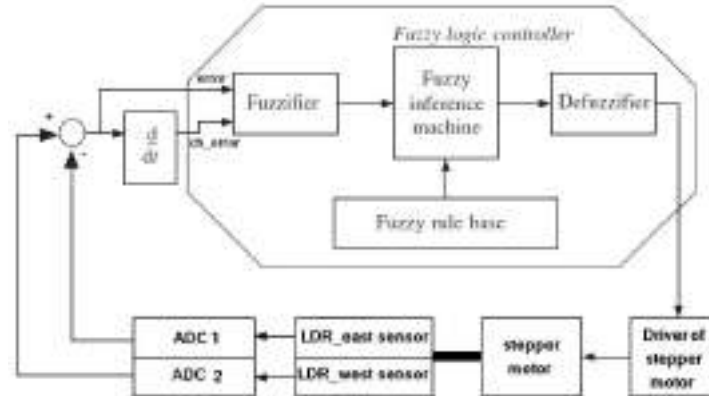 Fuzzy logic controller
error
Fuzzifier
Fuzzy
inference
machine
Defuzzifier
+
-
d
dt
ch_error
Fuzzy rule base
ADC 1
LDR_east sensor
stepper
motor
Driver of
stepper
motor
ADC 2
LDR_west sensor